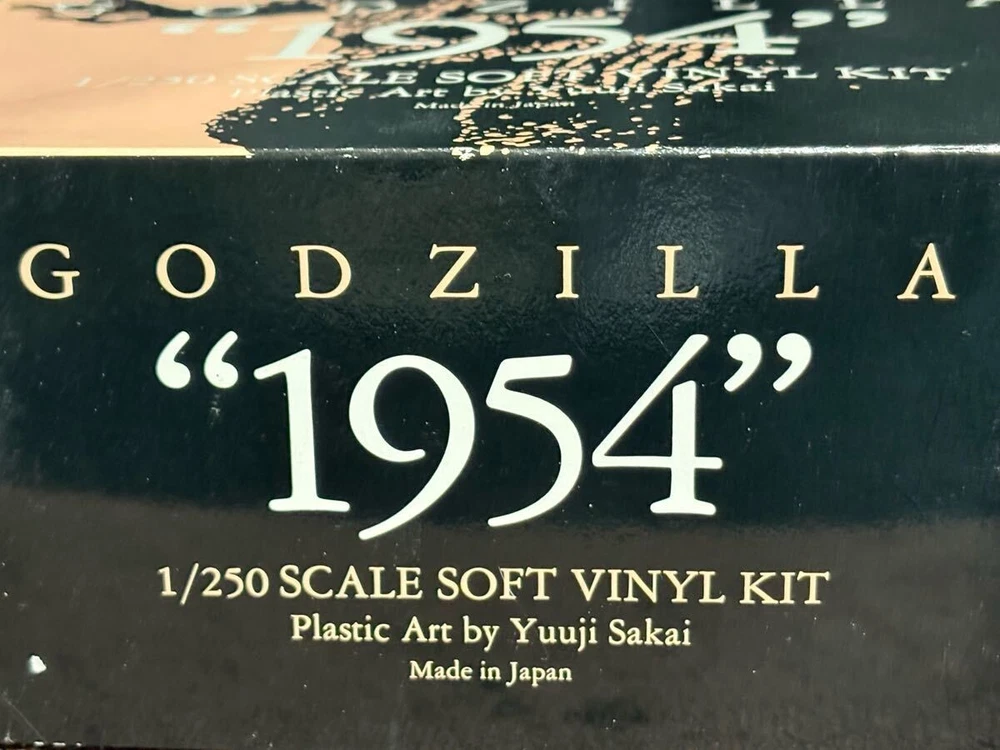 GODZILLA
“1954”
1/250 SCALE SOFT VINYL KIT
Plastic Art by Yuuji Sakai
Made in Japan
GODZILLA
“1954”
1/250 SCALE SOFT VINYL KIT
Plastic Art by Yuuji Sakai
Made in Japan